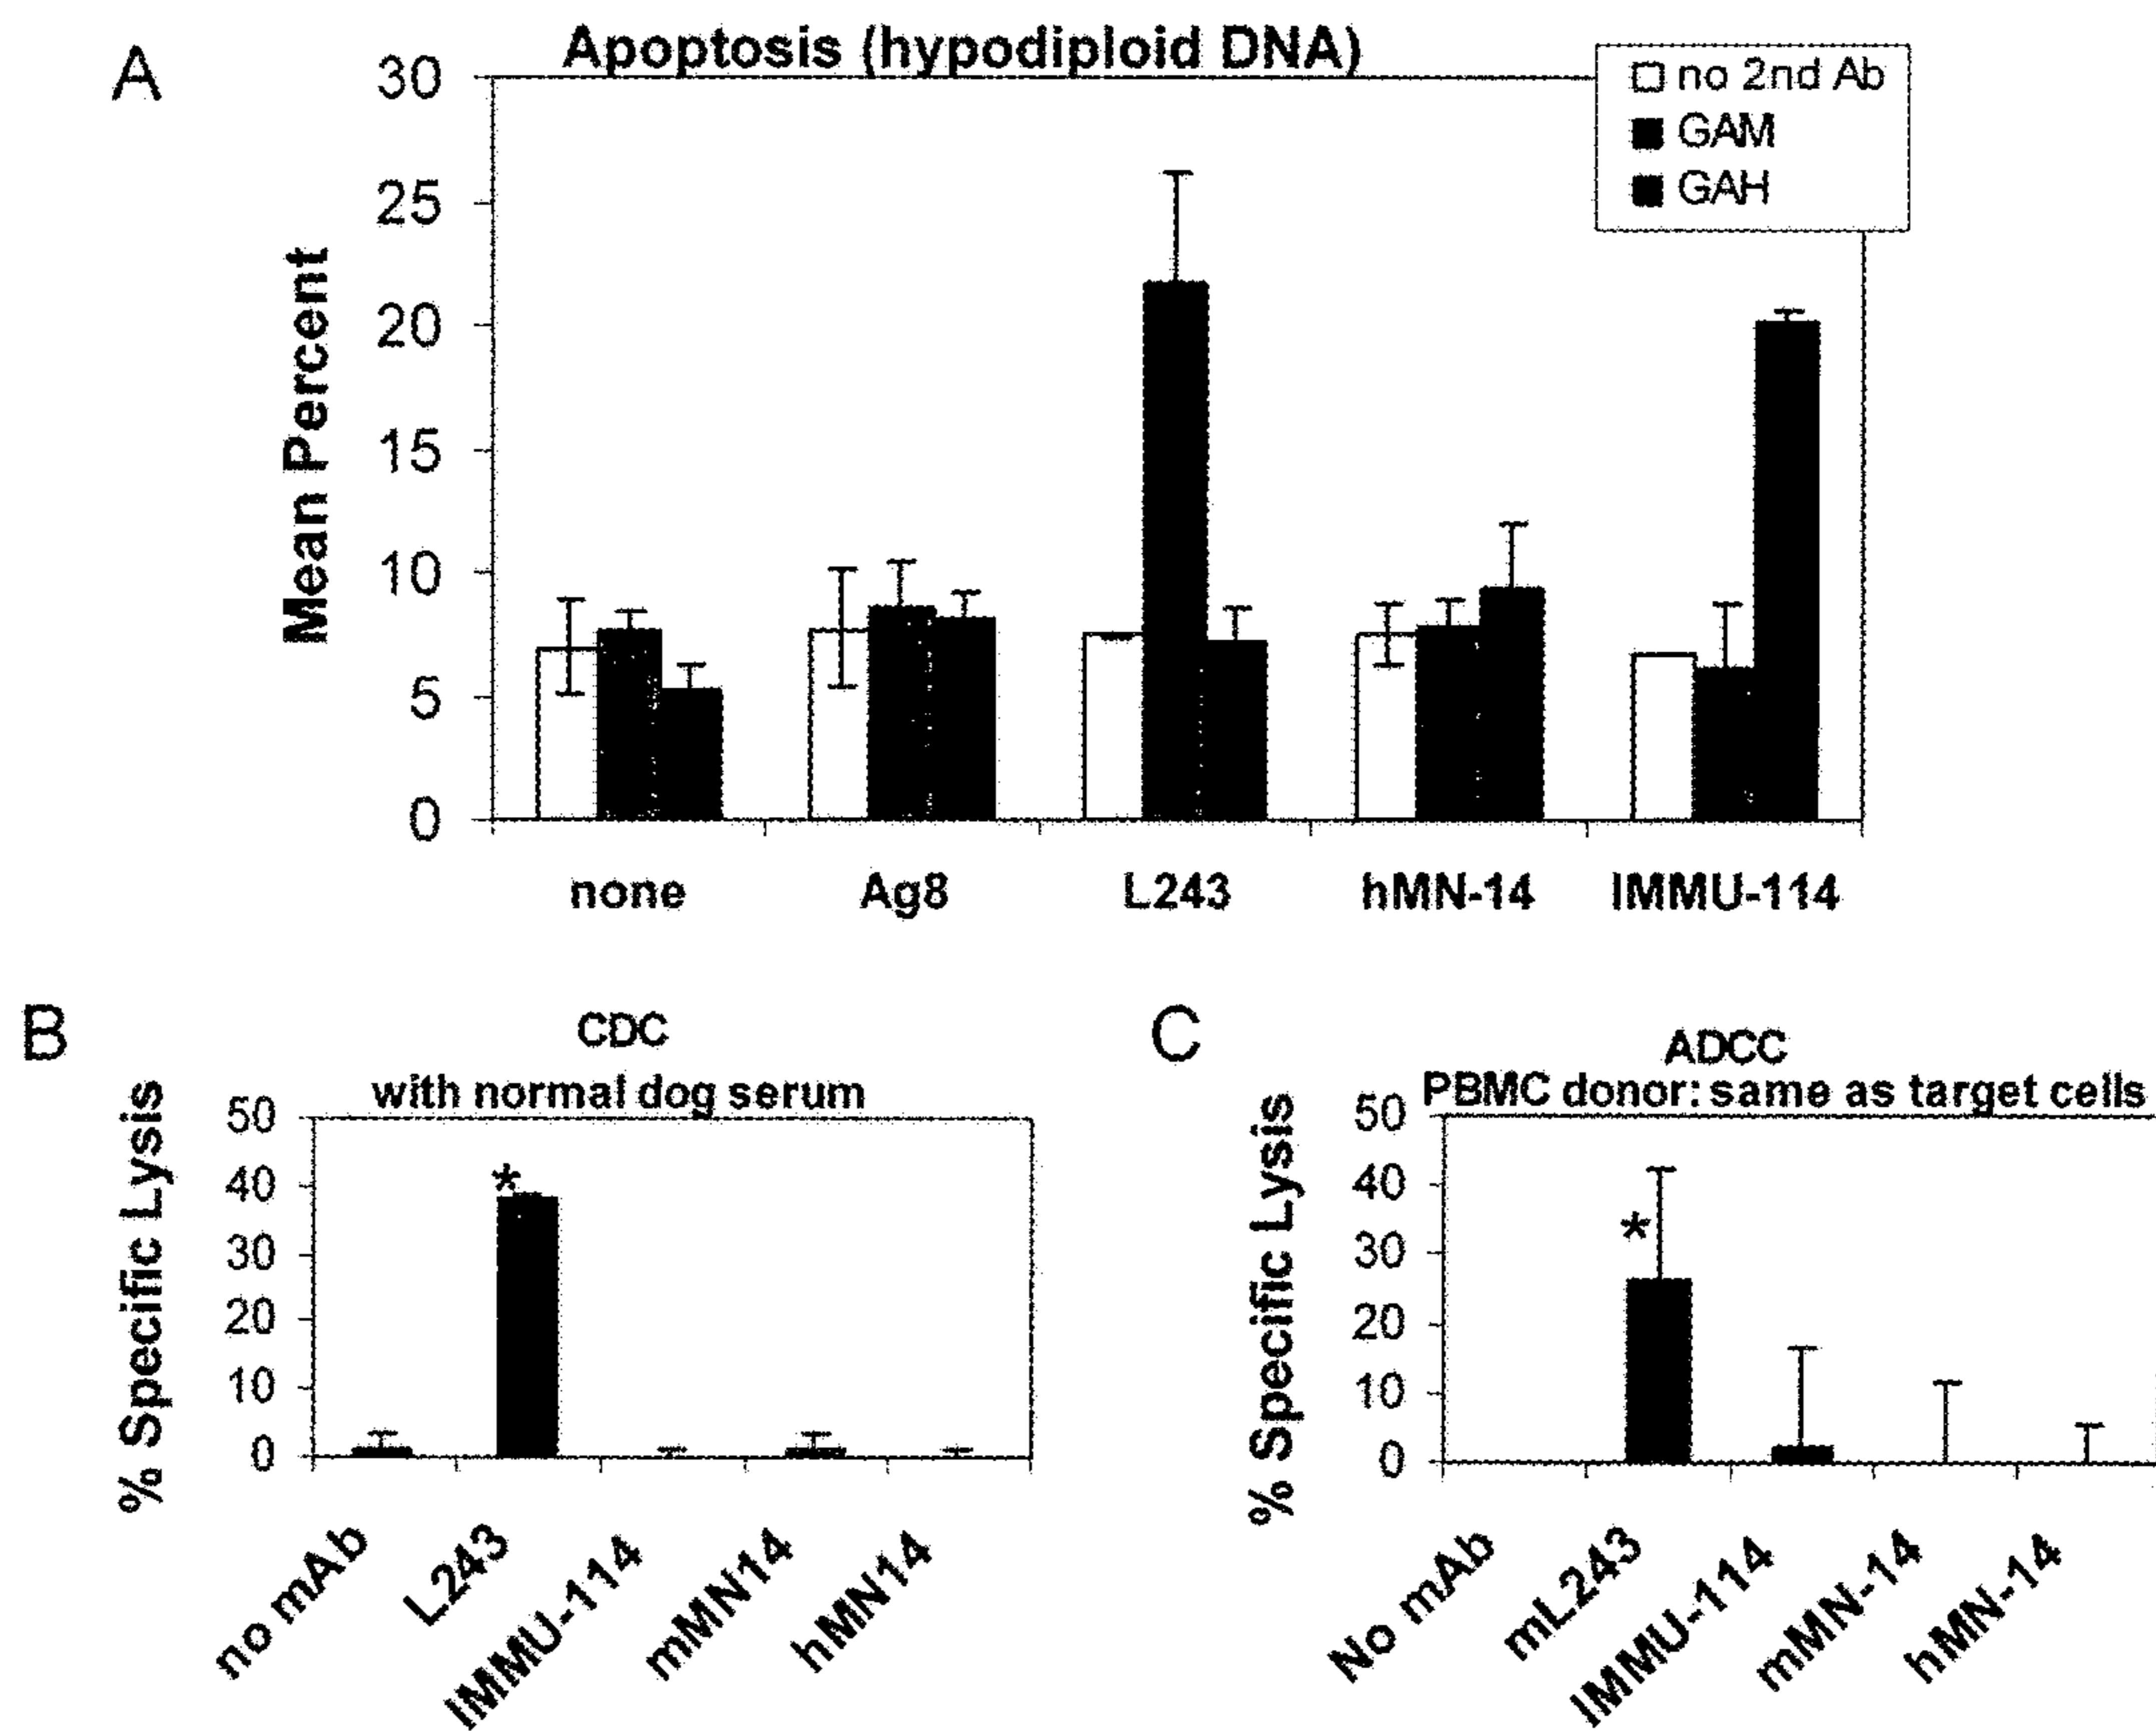 A
Apoptosis (hypodiploid DNA)
no 2nd Ab
GAM
GAH
Mean Percent
30
25
20
15
10
5
0
none Ag8 L243 hMN-14 IMMU-114
B
CDC
with normal dog serum
% Specific Lysis
50
40
30
20
10
0
no mAb L243 IMMU-114 mMN14 hMN14
C
ADCC
PBMC donor: same as target cells
% Specific Lysis
50
40
30
20
10
0
No mAb mL243 IMMU-114 mMN-14 hMN-14
*
*